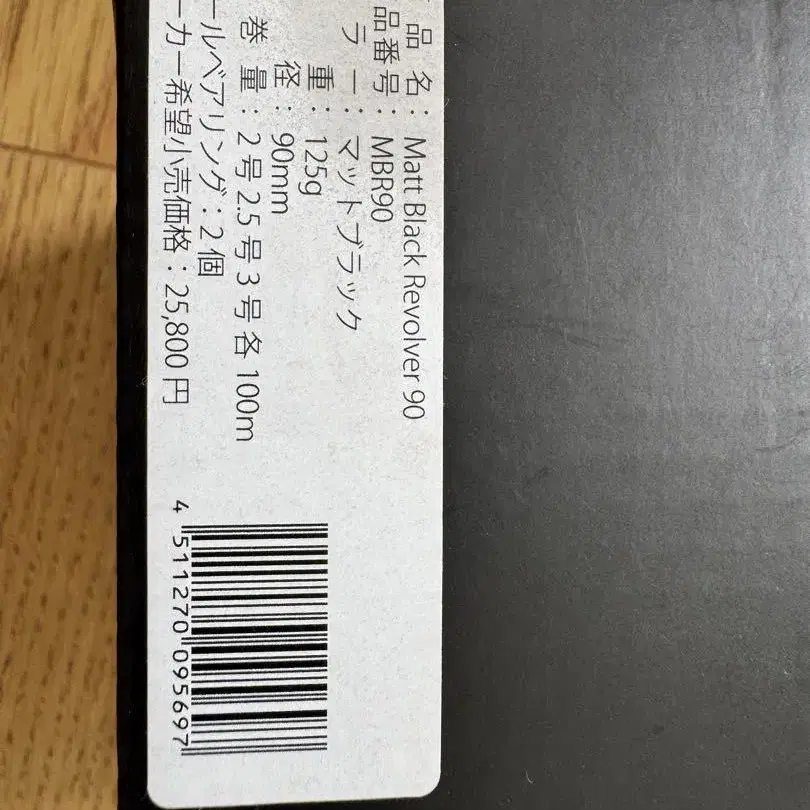 品名：Matt Black Revolver 90
品番号：MBR90
ラー：マットブラック
重：125g
径：90mm
巻量：2号2.5号3号各100m
ールベアリング：2個
ーカー希望小売価格：25,800円
4 511270 095697